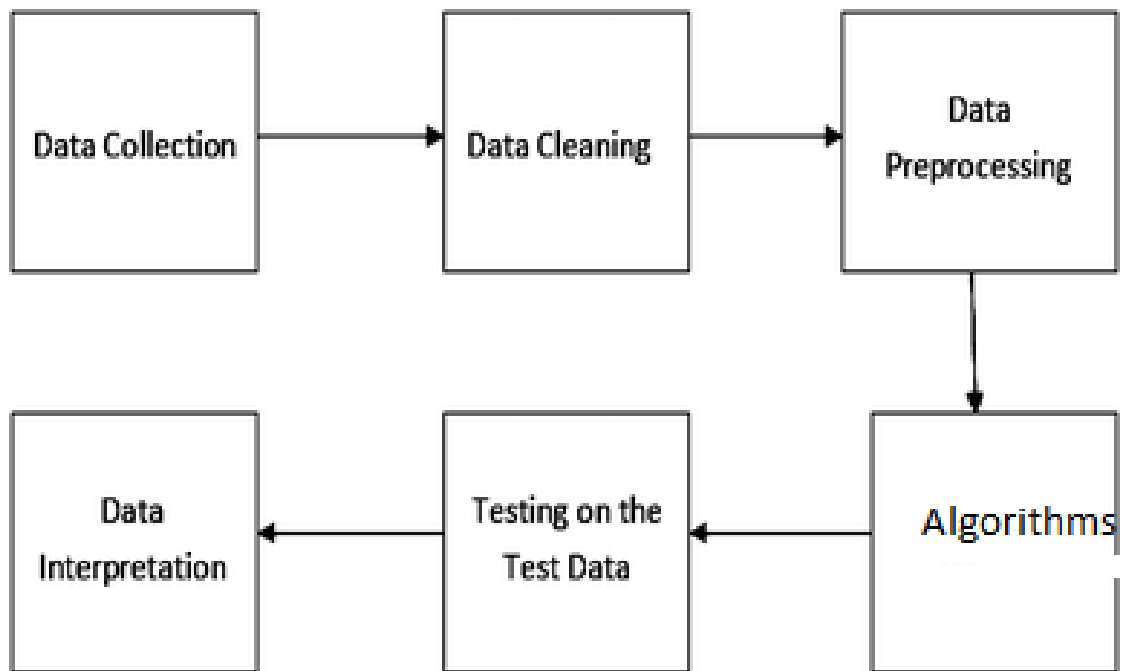 Data Collection
Data Cleaning
Data
Preprocessing
Algorithms
Testing on the
Test Data
Data
Interpretation